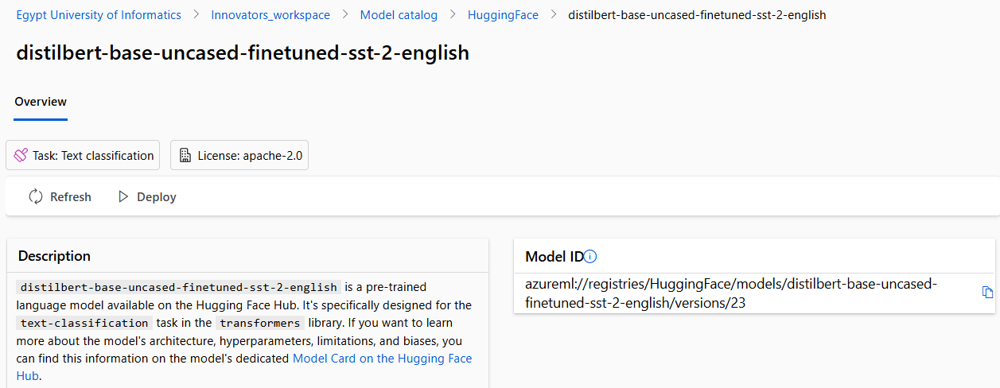 Egypt University of Informatics > Innovators_workspace > Model catalog > HuggingFace > distilbert-base-uncased-finetuned-sst-2-english
distilbert-base-uncased-finetuned-sst-2-english
Overview
Task: Text classification
License: apache-2.0
Refresh
Deploy
Description
distilbert-base-uncased-finetuned-sst-2-english is a pre-trained
language model available on the Hugging Face Hub. It's specifically designed for the
text-classification task in the transformers library. If you want to learn
more about the model's architecture, hyperparameters, limitations, and biases, you
can find this information on the model's dedicated Model Card on the Hugging Face
Hub.
Model ID
azureml://registries/HuggingFace/models/distilbert-base-uncased-
finetuned-sst-2-english/versions/23